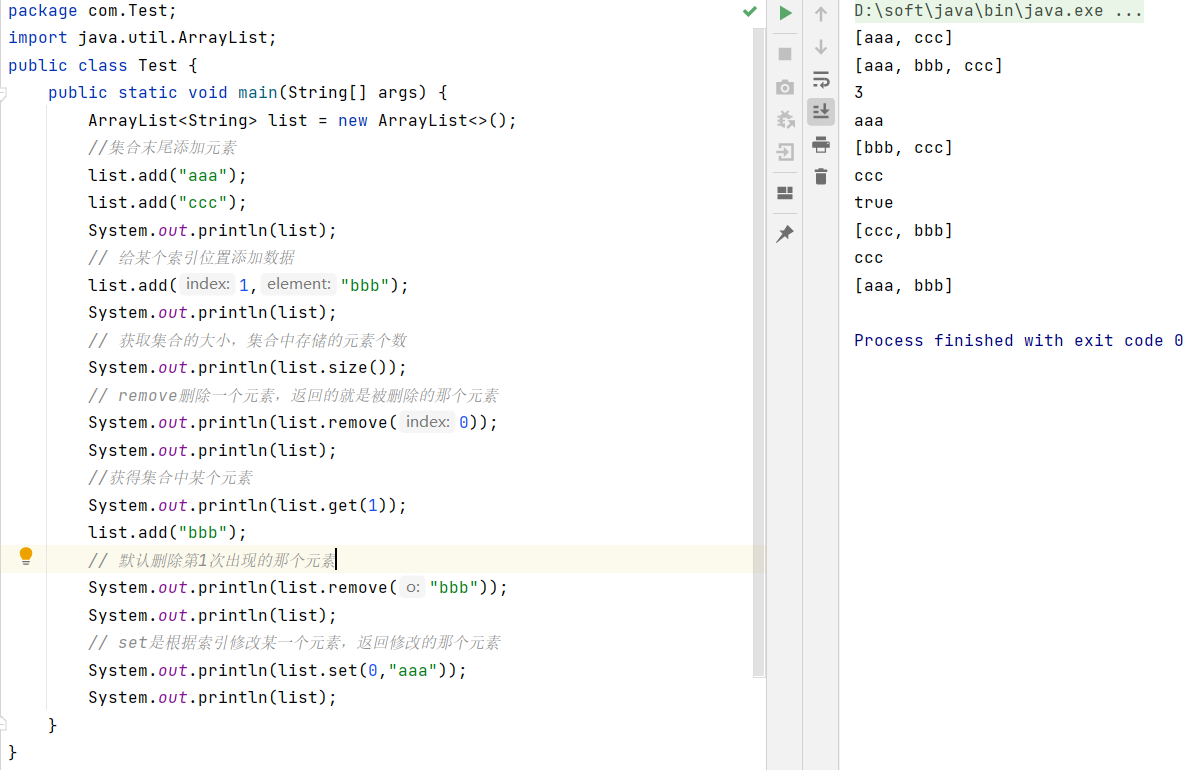 package com.Test;
import java.util.ArrayList;
public class Test {
    public static void main(String[] args) {
        ArrayList<String> list = new ArrayList<>();
        //集合末尾添加元素
        list.add("aaa");
        list.add("ccc");
        System.out.println(list);
        // 给某个索引位置添加数据
        list.add( index: 1, element: "bbb");
        System.out.println(list);
        // 获取集合的大小，集合中存储的元素个数
        System.out.println(list.size());
        // remove删除一个元素，返回的就是被删除的那个元素
        System.out.println(list.remove( index: 0));
        System.out.println(list);
        //获得集合中某个元素
        System.out.println(list.get(1));
        list.add("bbb");
        // 默认删除第1次出现的那个元素
        System.out.println(list.remove( o: "bbb"));
        System.out.println(list);
        // set是根据索引修改某一个元素，返回修改的那个元素
        System.out.println(list.set(0,"aaa"));
        System.out.println(list);
    }
}
D:\soft\java\bin\java.exe ...
[aaa, ccc]
[aaa, bbb, ccc]
3
aaa
[bbb, ccc]
ccc
true
[ccc, bbb]
ccc
[aaa, bbb]
Process finished with exit code 0